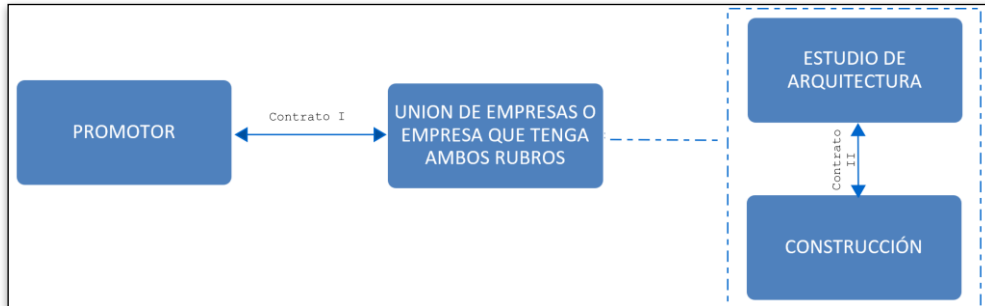 PROMOTOR
Contrato I
UNION DE EMPRESAS O
EMPRESA QUE TENGA
AMBOS RUBROS
ESTUDIO DE
ARQUITECTURA
Contrato
II
CONSTRUCCIÓN